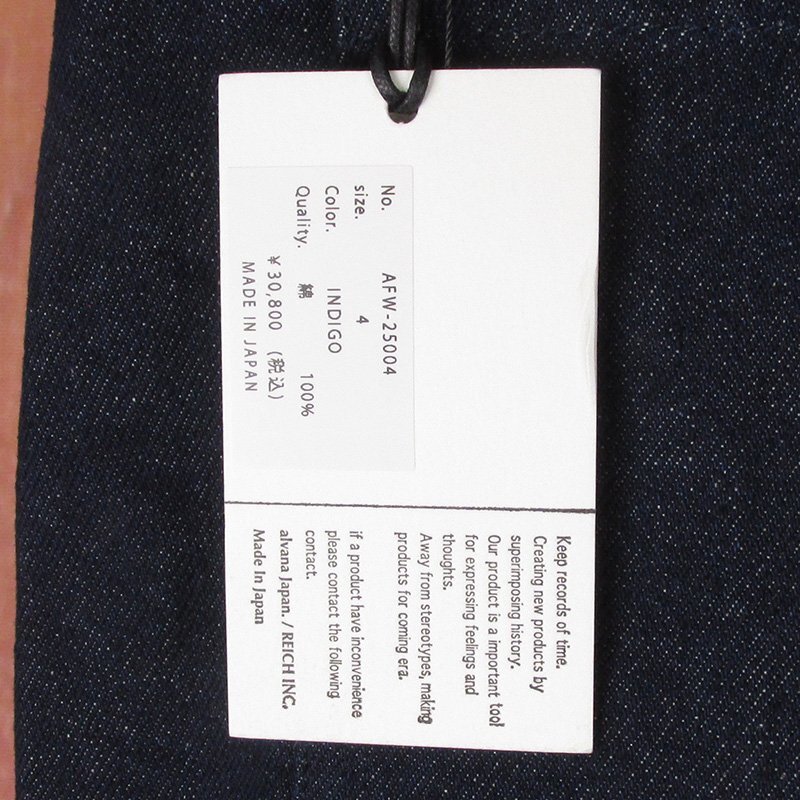 No. AFW-25004
size. 4
Color. INDIGO
Quality. 綿 100%
¥30,800 (税込)
MADE IN JAPAN
Keep records of time.
Creating new products by
superimposing history.
Our product is a important tool
for expressing feelings and
thoughts.
Away from stereotypes, making
products for coming era.
if a product have inconvenience
please contact the following
contact.
alvana Japan. / REICH INC.
Made In Japan